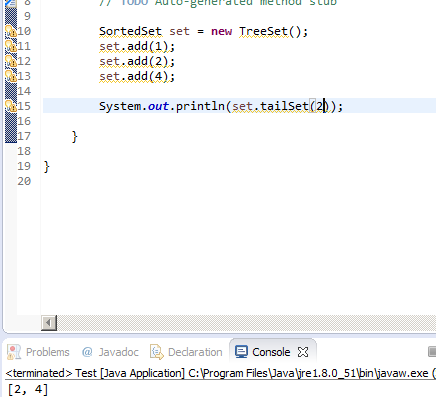 8 // TODO Auto-generated method stub
9
10 SortedSet set = new TreeSet();
11 set.add(1);
12 set.add(2);
13 set.add(4);
14
15 System.out.println(set.tailSet(2));
16
17 }
18
19 }
20
Problems @ Javadoc Declaration Console
<terminated> Test [Java Application] C:\Program Files\Java\jre1.8.0_51\bin\javaw.exe (
[2, 4]